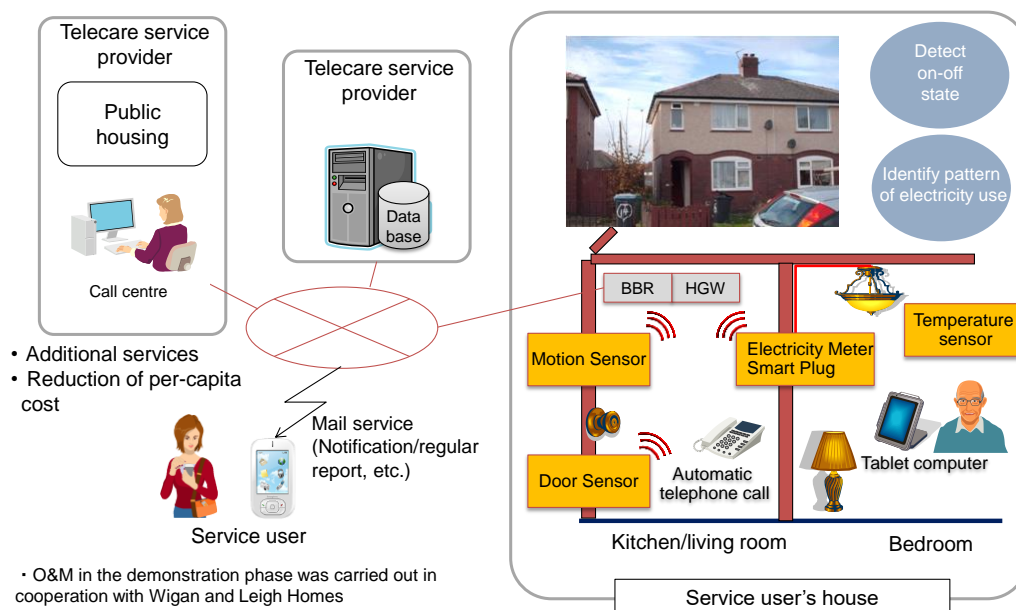 Telecare service
provider
Public
housing
Call centre
• Additional services
• Reduction of per-capita
cost
Telecare service
provider
Data
base
Mail service
(Notification/regular
report, etc.)
Service user
・O&M in the demonstration phase was carried out in
cooperation with Wigan and Leigh Homes
Detect
on-off
state
Identify pattern
of electricity use
BBR
HGW
Motion Sensor
Electricity Meter
Smart Plug
Temperature
sensor
Door Sensor
Automatic
telephone call
Tablet computer
Kitchen/living room
Bedroom
Service user's house